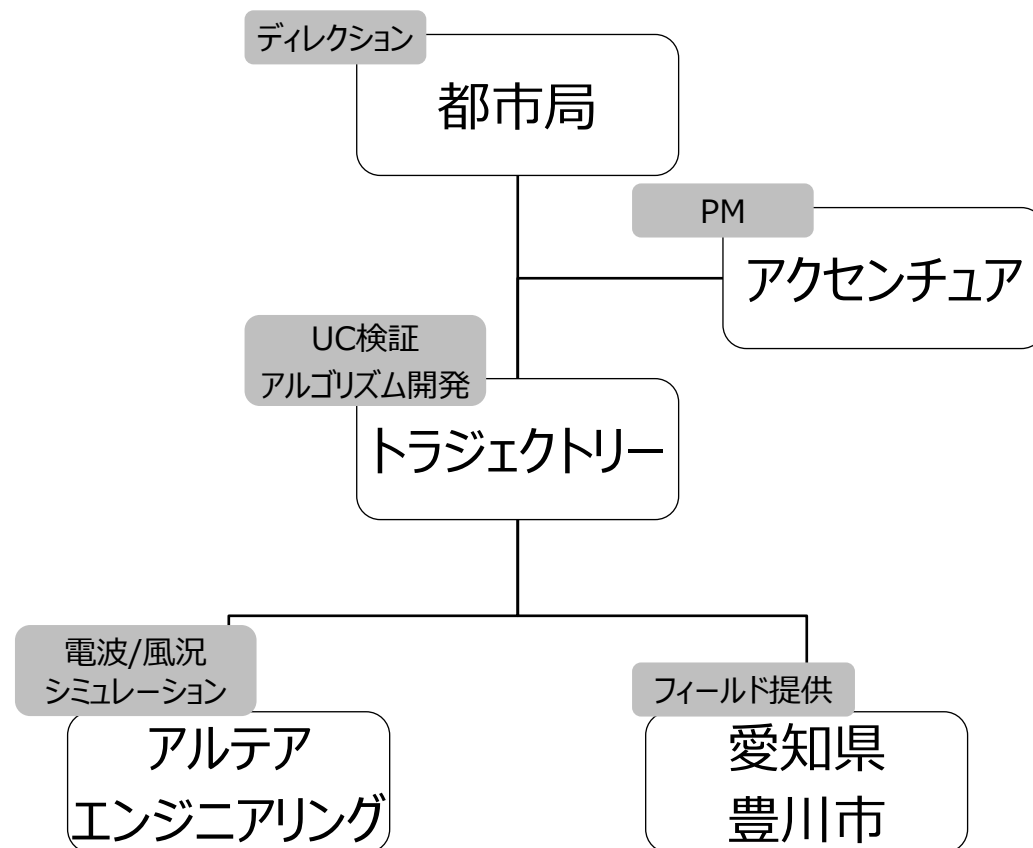 ディレクション
都市局
PM
アクセンチュア
UC検証
アルゴリズム開発
トラジェクトリー
電波/風況
シミュレーション
アルテア
エンジニアリング
フィールド提供
愛知県
豊川市